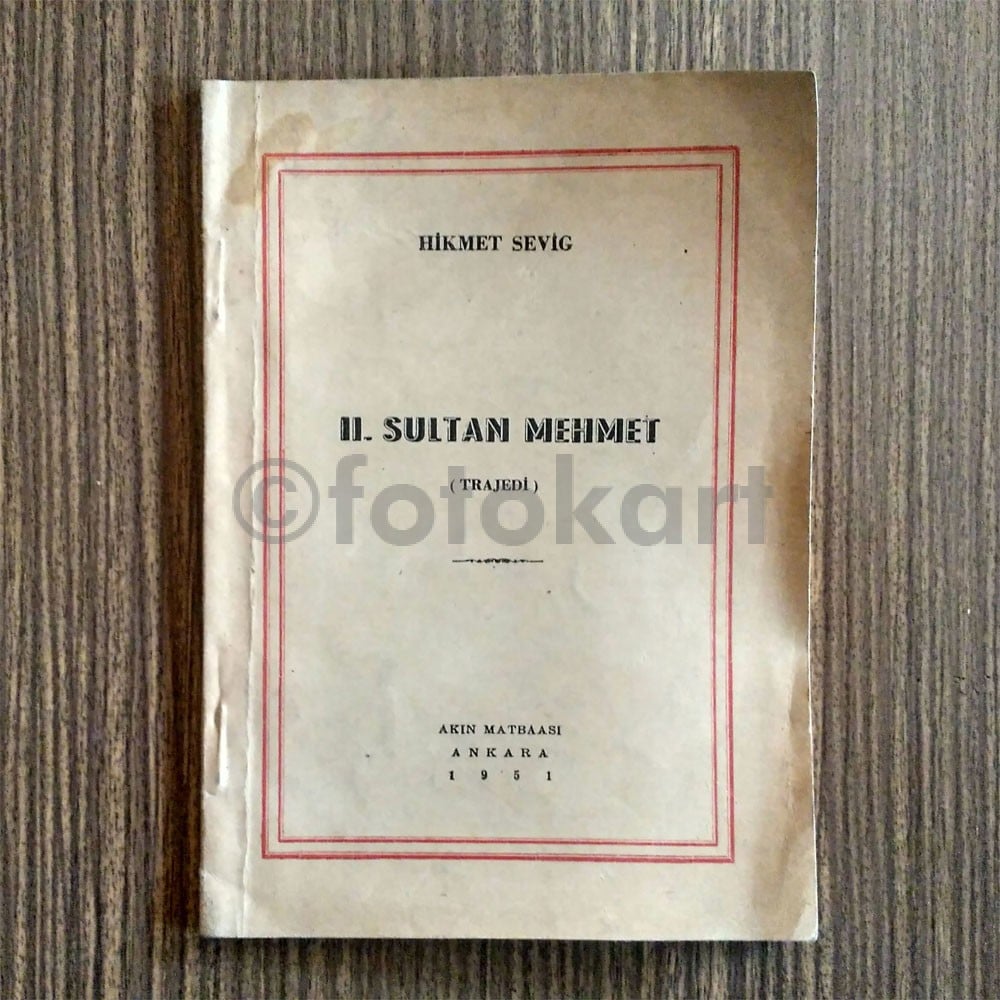 HİKMET SEVİG
II. SULTAN MEHMET
( TRAJEDİ )
©fotokart
AKIN MATBAASI
ANKARA
1951